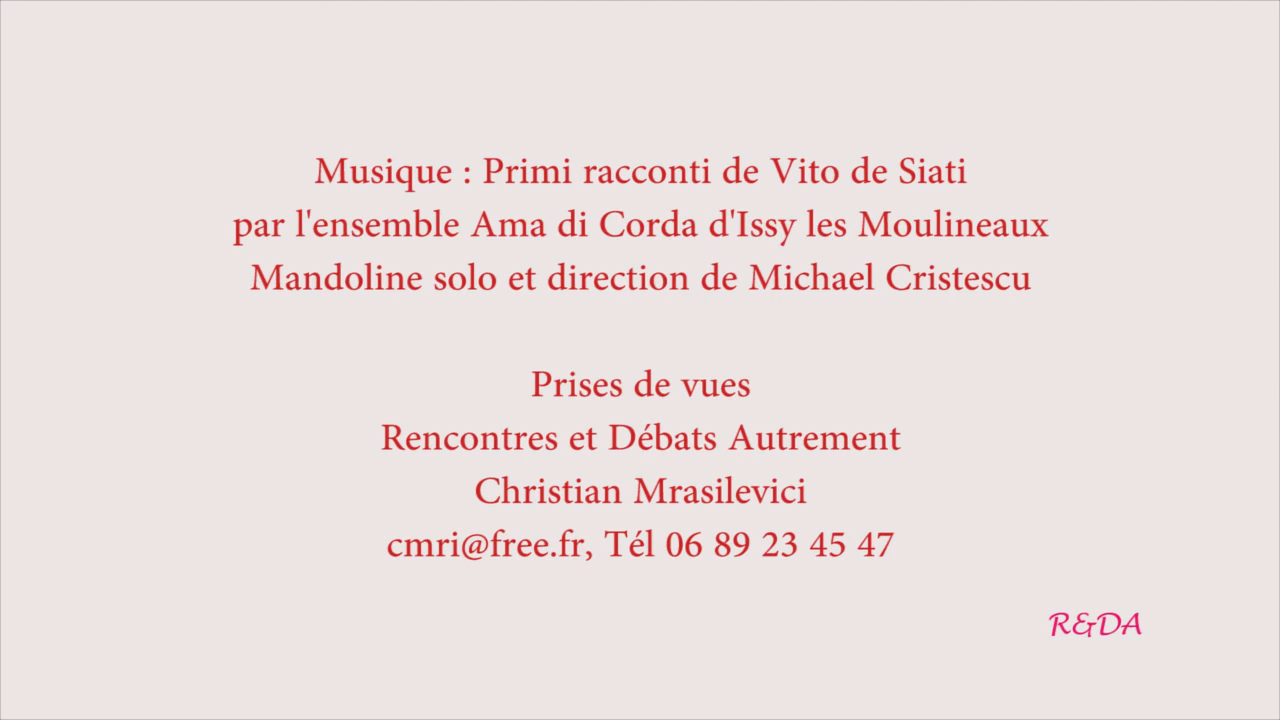 Musique : Primi racconti de Vito de Siati
par l'ensemble Ama di Corda d'Issy les Moulineaux
Mandoline solo et direction de Michael Cristescu
Prises de vues
Rencontres et Débats Autrement
Christian Mrasilevici
cmri@free.fr, Tél 06 89 23 45 47
R&DA